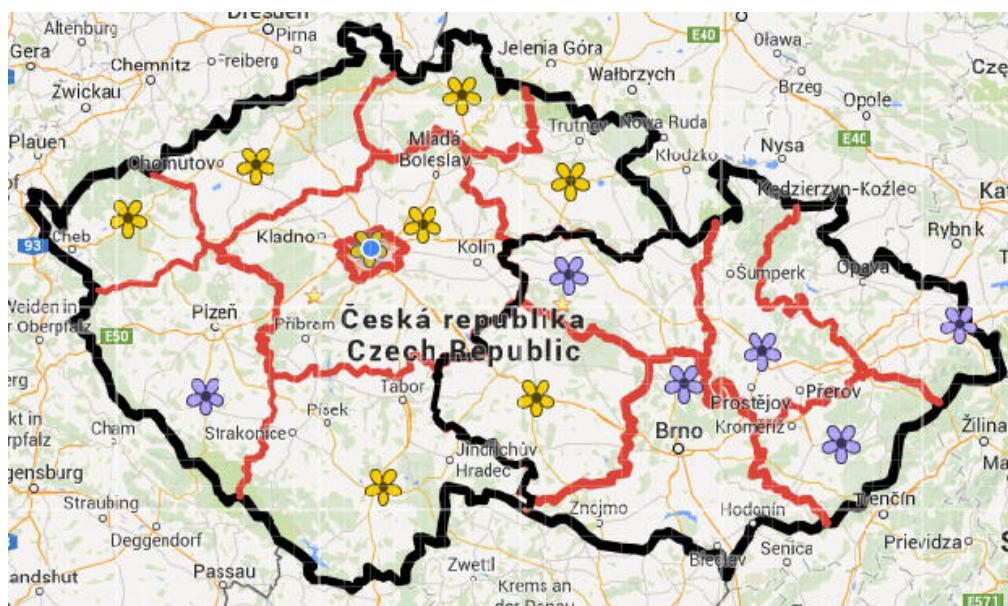 Dresden
Altenburg
Pirna
E40
Oława
Gera
Freiberg
Jelenia Góra
Chemnitz
Wałbrzych
Brzeg
Zwickau
Opole
Trutnov
Nowa Ruda
E40
Plauen
Mladá
Boleslav
Nysa
Chomutov
Kłodzko
Kędzierzyn-Koźle
Rybnik
Cheb
93
Kladno
Kolín
Šumperk
Opava
Weiden in
Plzeň
Příbram
Česká republika
E50
Czech Republic
Tábor
Přerov
Písek
Prostějov
Cham
Strakonice
Brno
Kroměříž
Žilina
Jindřichův
Hradec
Straubing
Znojmo
Hodonín
Trenčín
Deggendorf
Senica
Prievidza
Břeclav
Passau
Zwettl
Krems an
der Donau
E571